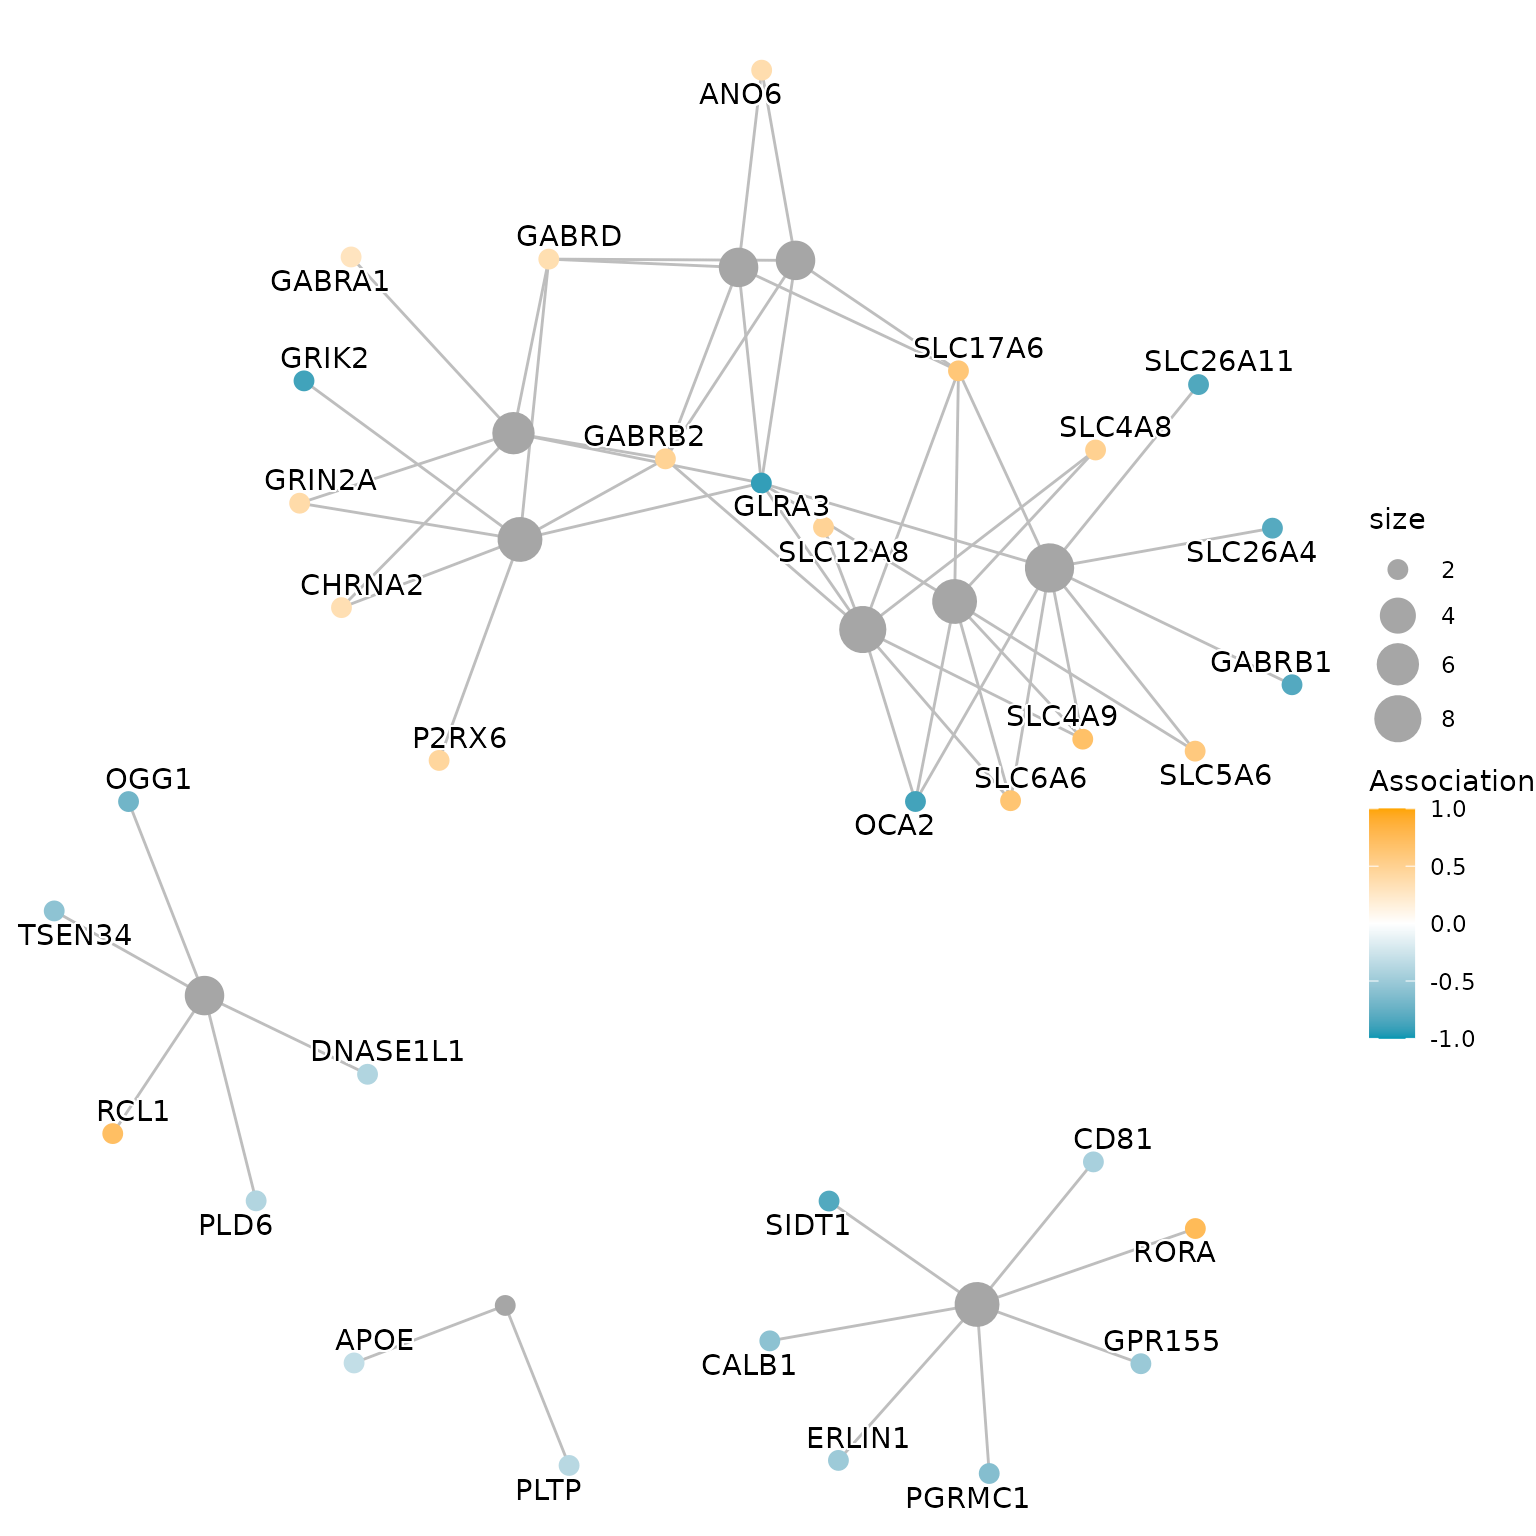 ANO6
GABRD
GABRA1
SLC17A6
GRIK2
SLC26A11
SLC4A8
GABRB2
GRIN2A
GLRA3
SLC12A8
SLC26A4
CHRNA2
GABRB1
SLC4A9
P2RX6
SLC6A6
SLC5A6
OCA2
OGG1
TSEN34
DNASE1L1
RCL1
PLD6
CD81
SIDT1
RORA
APOE
GPR155
CALB1
ERLIN1
PLTP
PGRMC1
size
2
4
6
8
Association
1.0
0.5
0.0
-0.5
-1.0